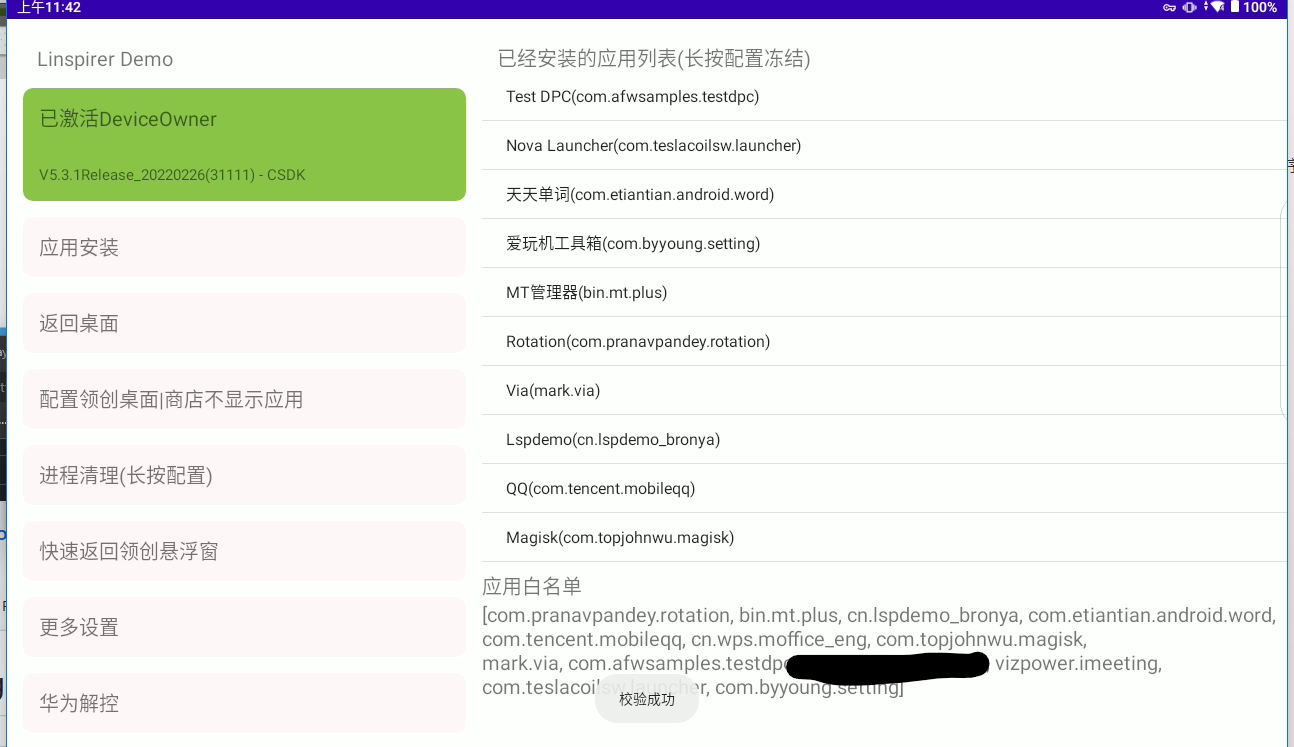 上午11:42
100%
Linspirer Demo
已激活DeviceOwner
V5.3.1Release_20220226(31111) - CSDK
应用安装
返回桌面
配置领创桌面|商店不显示应用
进程清理(长按配置)
快速返回领创悬浮窗
更多设置
华为解控
已经安装的应用列表(长按配置冻结)
Test DPC(com.afwsamples.testdpc)
Nova Launcher(com.teslacoilsw.launcher)
天天单词(com.etiantian.android.word)
爱玩机工具箱(com.byyoung.setting)
MT管理器(bin.mt.plus)
Rotation(com.pranavpandey.rotation)
Via(mark.via)
Lspdemo(cn.lspdemo_bronya)
QQ(com.tencent.mobileqq)
Magisk(com.topjohnwu.magisk)
应用白名单
[com.pranavpandey.rotation, bin.mt.plus, cn.lspdemo_bronya, com.etiantian.android.word,
com.tencent.mobileqq, cn.wps.moffice_eng, com.topjohnwu.magisk,
mark.via, com.afwsamples.testdpc, vizpower.imeeting,
com.teslacoilsw.launcher, com.byyoung.setting]
校验成功